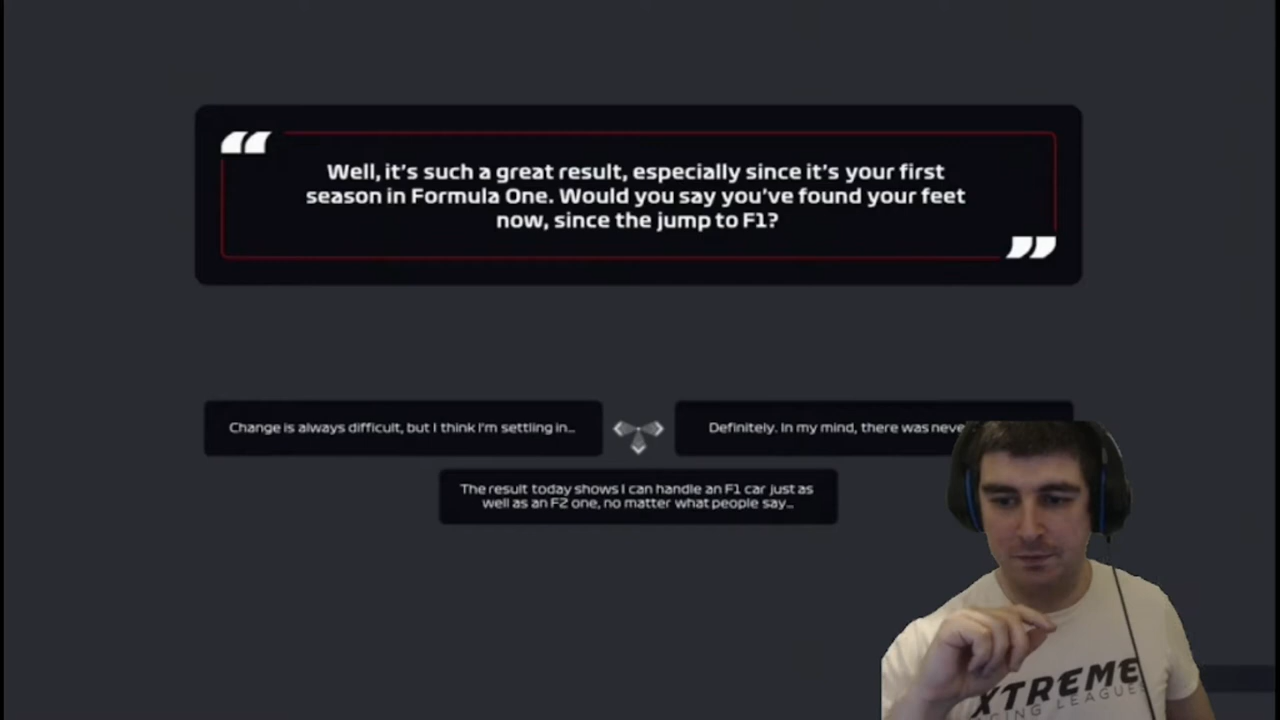 Well, it's such a great result, especially since it's your first
season in Formula One. Would you say you've found your feet
now, since the jump to F1?
Change is always difficult, but I think I'm settling in...
Definitely. In my mind, there was neve
The result today shows I can handle an F1 car just as
well as an F2 one, no matter what people say...
XTREME
CING LEAGUES